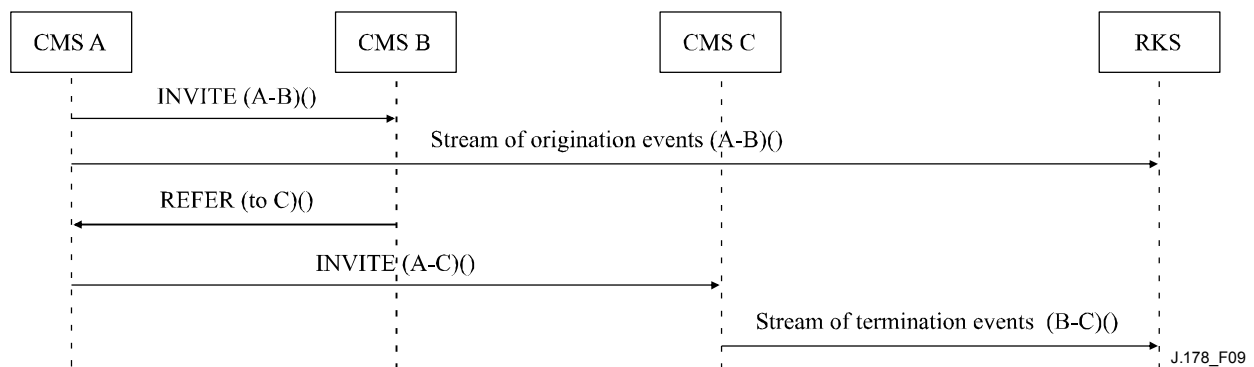 CMS A
CMS B
CMS C
RKS
INVITE (A-B)()
Stream of origination events (A-B)()
REFER (to C)()
INVITE (A-C)()
Stream of termination events (B-C)()
J.178_F09